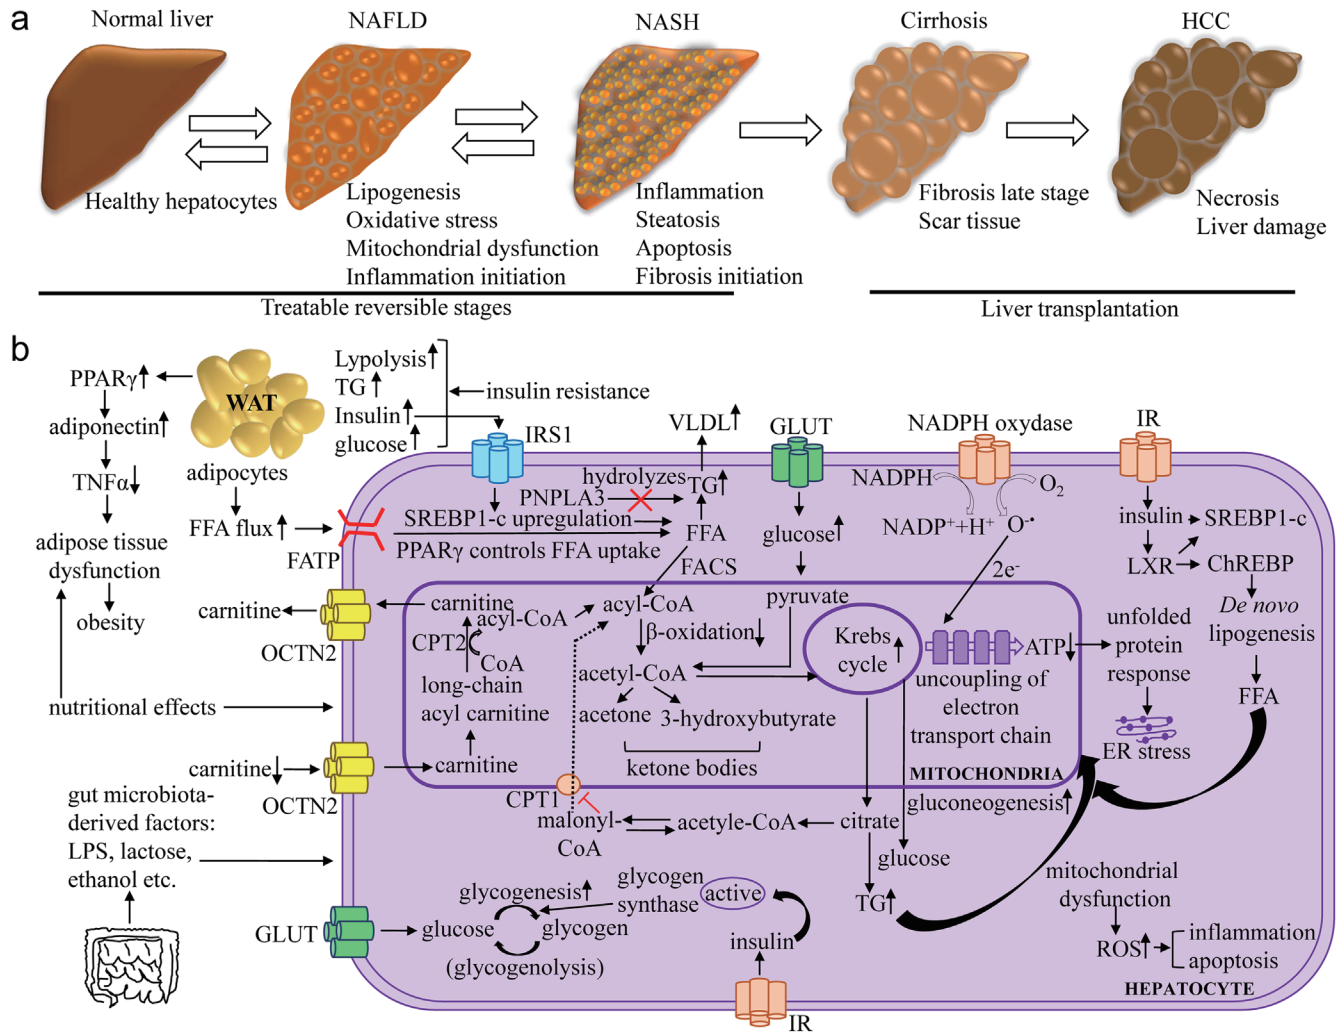 a
Normal liver
NAFLD
NASH
Cirrhosis
HCC
Healthy hepatocytes
Lipogenesis
Oxidative stress
Mitochondrial dysfunction
Inflammation initiation
Inflammation
Steatosis
Apoptosis
Fibrosis initiation
Fibrosis late stage
Scar tissue
Necrosis
Liver damage
Treatable reversible stages
Liver transplantation
b
PPARγ
adiponectin
TNFα
adipose tissue
dysfunction
obesity
WAT
adipocytes
FFA flux
FATP
Lypolysis
TG
Insulin
glucose
insulin resistance
IRS1
VLDL
GLUT
NADPH oxydase
IR
hydrolyzes
PNPLA3
TG
SREBP1-c upregulation
FFA
PPARγ controls FFA uptake
FACS
glucose
pyruvate
NADPH
O2
NADP⁺+H⁺
O⁻•
2e⁻
insulin
SREBP1-c
LXR
ChREBP
De novo
lipogenesis
FFA
carnitine
OCTN2
carnitine
acyl-CoA
CPT2
CoA
long-chain
acyl carnitine
carnitine
acyl-CoA
β-oxidation
acetyl-CoA
acetone
3-hydroxybutyrate
ketone bodies
Krebs
cycle
ATP
uncoupling of
electron
transport chain
MITOCHONDRIA
unfolded
protein
response
ER stress
nutritional effects
carnitine
OCTN2
gut microbiota-
derived factors:
LPS, lactose,
ethanol etc.
CPT1
malonyl-
CoA
acetyle-CoA
citrate
gluconeogenesis
glucose
TG
GLUT
glucose
glycogenesis
glycogen
(glycogenolysis)
glycogen
synthase
active
insulin
IR
mitochondrial
dysfunction
ROS
inflammation
apoptosis
HEPATOCYTE